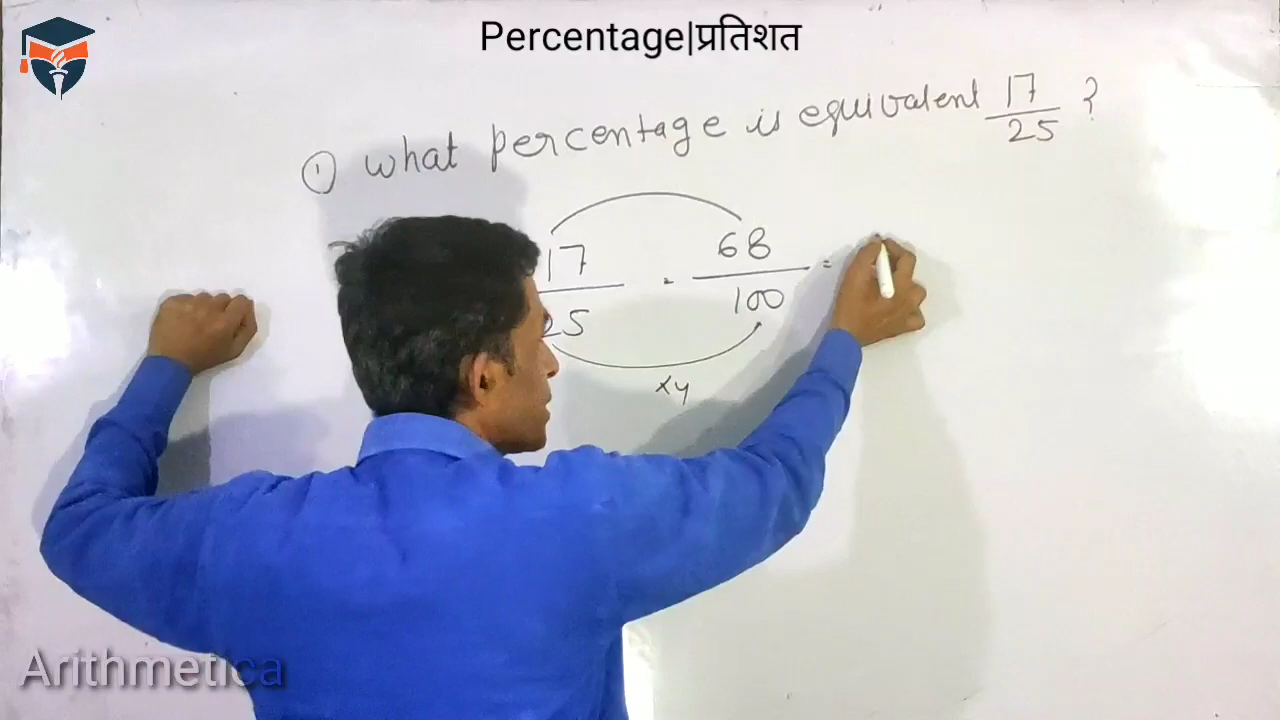 Percentage|प्रतिशत
① What percentage is equivalent 17/25 ?
17/25 = 68/100 =
x4
Arithmetica